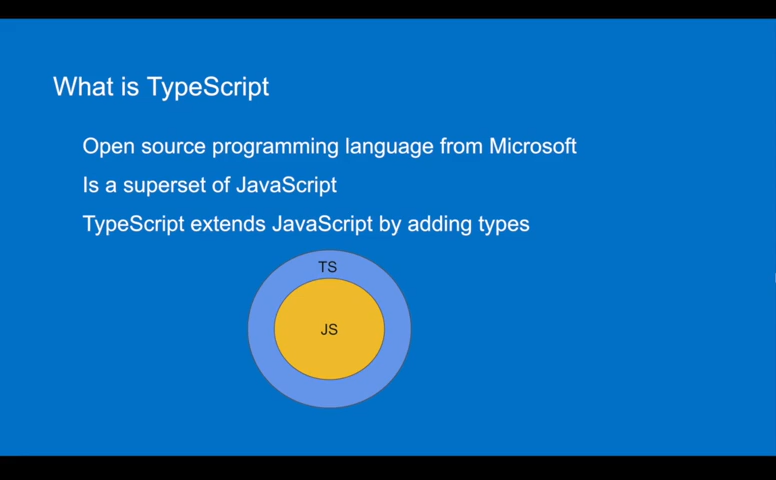 What is TypeScript
Open source programming language from Microsoft
Is a superset of JavaScript
TypeScript extends JavaScript by adding types
TS
JS